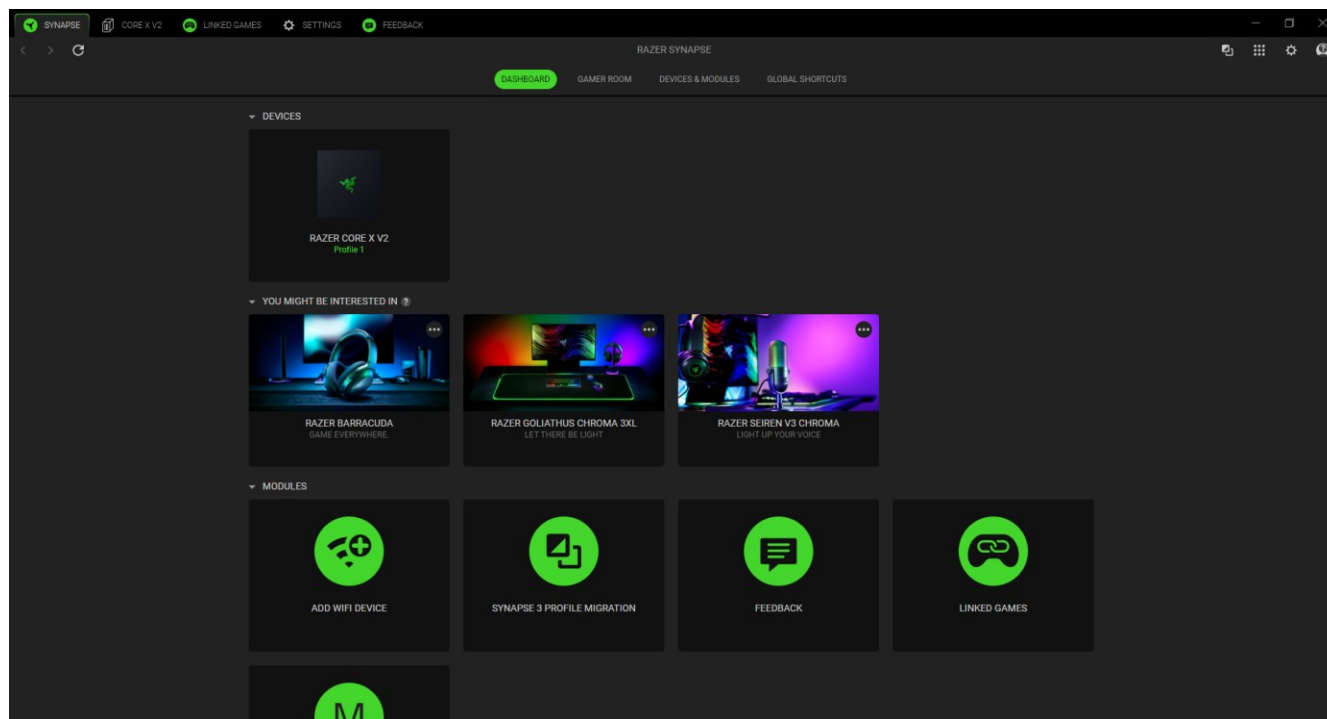 SYNAPSE CORE X V2 LINKED GAMES SETTINGS FEEDBACK
RAZER SYNAPSE
DASHBOARD GAMER ROOM DEVICES & MODULES GLOBAL SHORTCUTS
DEVICES
RAZER CORE X V2
Profile 1
YOU MIGHT BE INTERESTED IN ?
RAZER BARRACUDA
GAME EVERYWHERE.
RAZER GOLIATHUS CHROMA 3XL
LET THERE BE LIGHT
RAZER SEIREN V3 CHROMA
LIGHT UP YOUR VOICE
MODULES
ADD WIFI DEVICE
SYNAPSE 3 PROFILE MIGRATION
FEEDBACK
LINKED GAMES
M